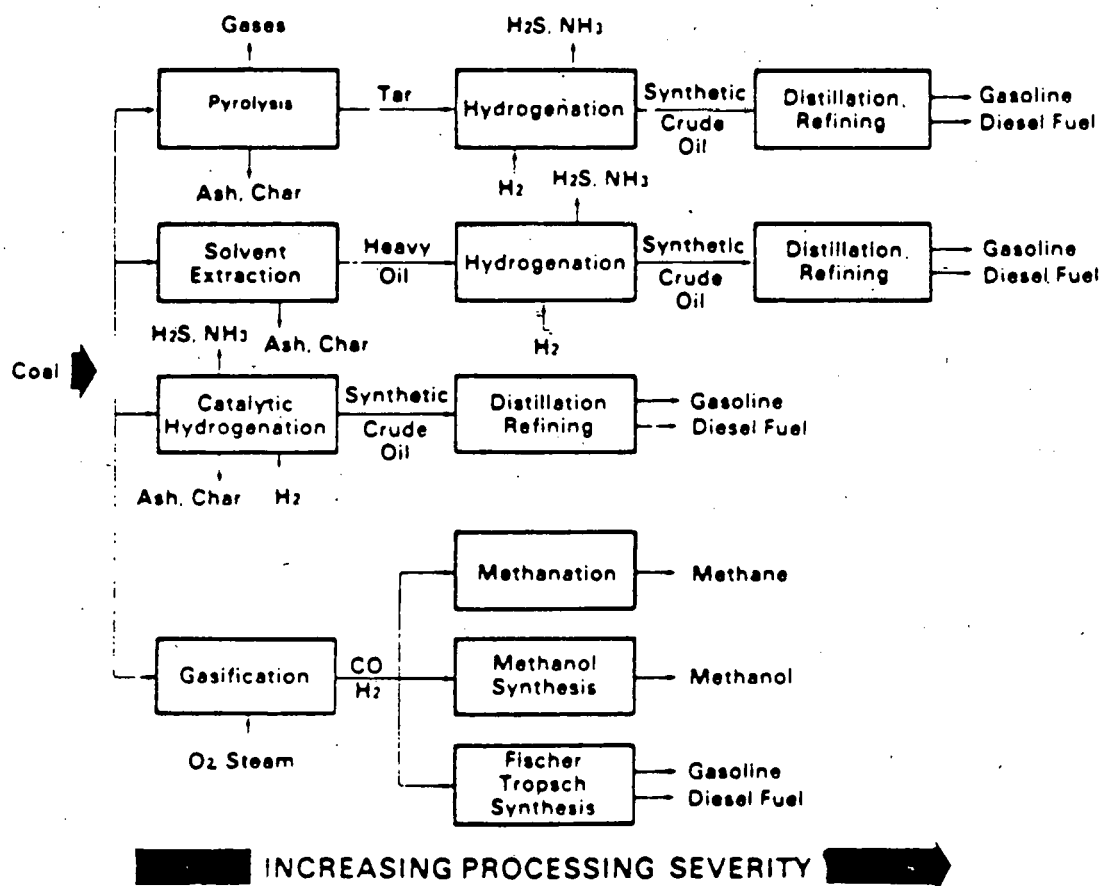 Gases
H2S, NH3
Pyrolysis
Tar
Hydrogenation
Synthetic
Crude
Oil
Distillation,
Refining
Gasoline
Diesel Fuel
Ash, Char
H2
H2S, NH3
Solvent
Extraction
Heavy
Oil
Hydrogenation
Synthetic
Crude
Oil
Distillation,
Refining
Gasoline
Diesel Fuel
H2S, NH3
Ash, Char
H2
Coal
Catalytic
Hydrogenation
Synthetic
Crude
Oil
Distillation
Refining
Gasoline
Diesel Fuel
Ash, Char
H2
Methanation
Methane
Gasification
CO
H2
Methanol
Synthesis
Methanol
O2 Steam
Fischer
Tropsch
Synthesis
Gasoline
Diesel Fuel
INCREASING PROCESSING SEVERITY